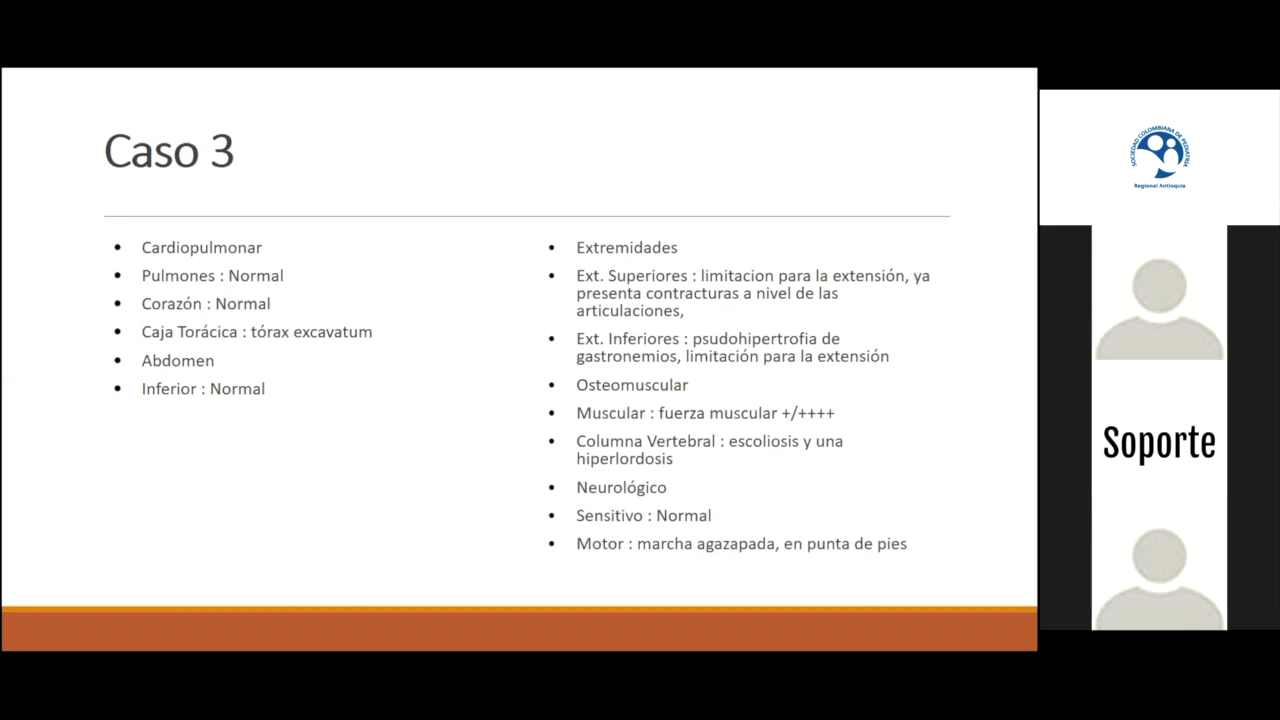 Caso 3
Cardiopulmonar
Pulmones : Normal
Corazón : Normal
Caja Torácica : tórax excavatum
Abdomen
Inferior : Normal
Extremidades
Ext. Superiores : limitacion para la extensión, ya
presenta contracturas a nivel de las
articulaciones,
Ext. Inferiores : psudohipertrofia de
gastronemios, limitación para la extensión
Osteomuscular
Muscular : fuerza muscular +/++++
Columna Vertebral : escoliosis y una
hiperlordosis
Neurológico
Sensitivo : Normal
Motor : marcha agazapada, en punta de pies
SOCIEDAD COLOMBIANA DE PEDIATRÍA
Regional Antioquia
Soporte